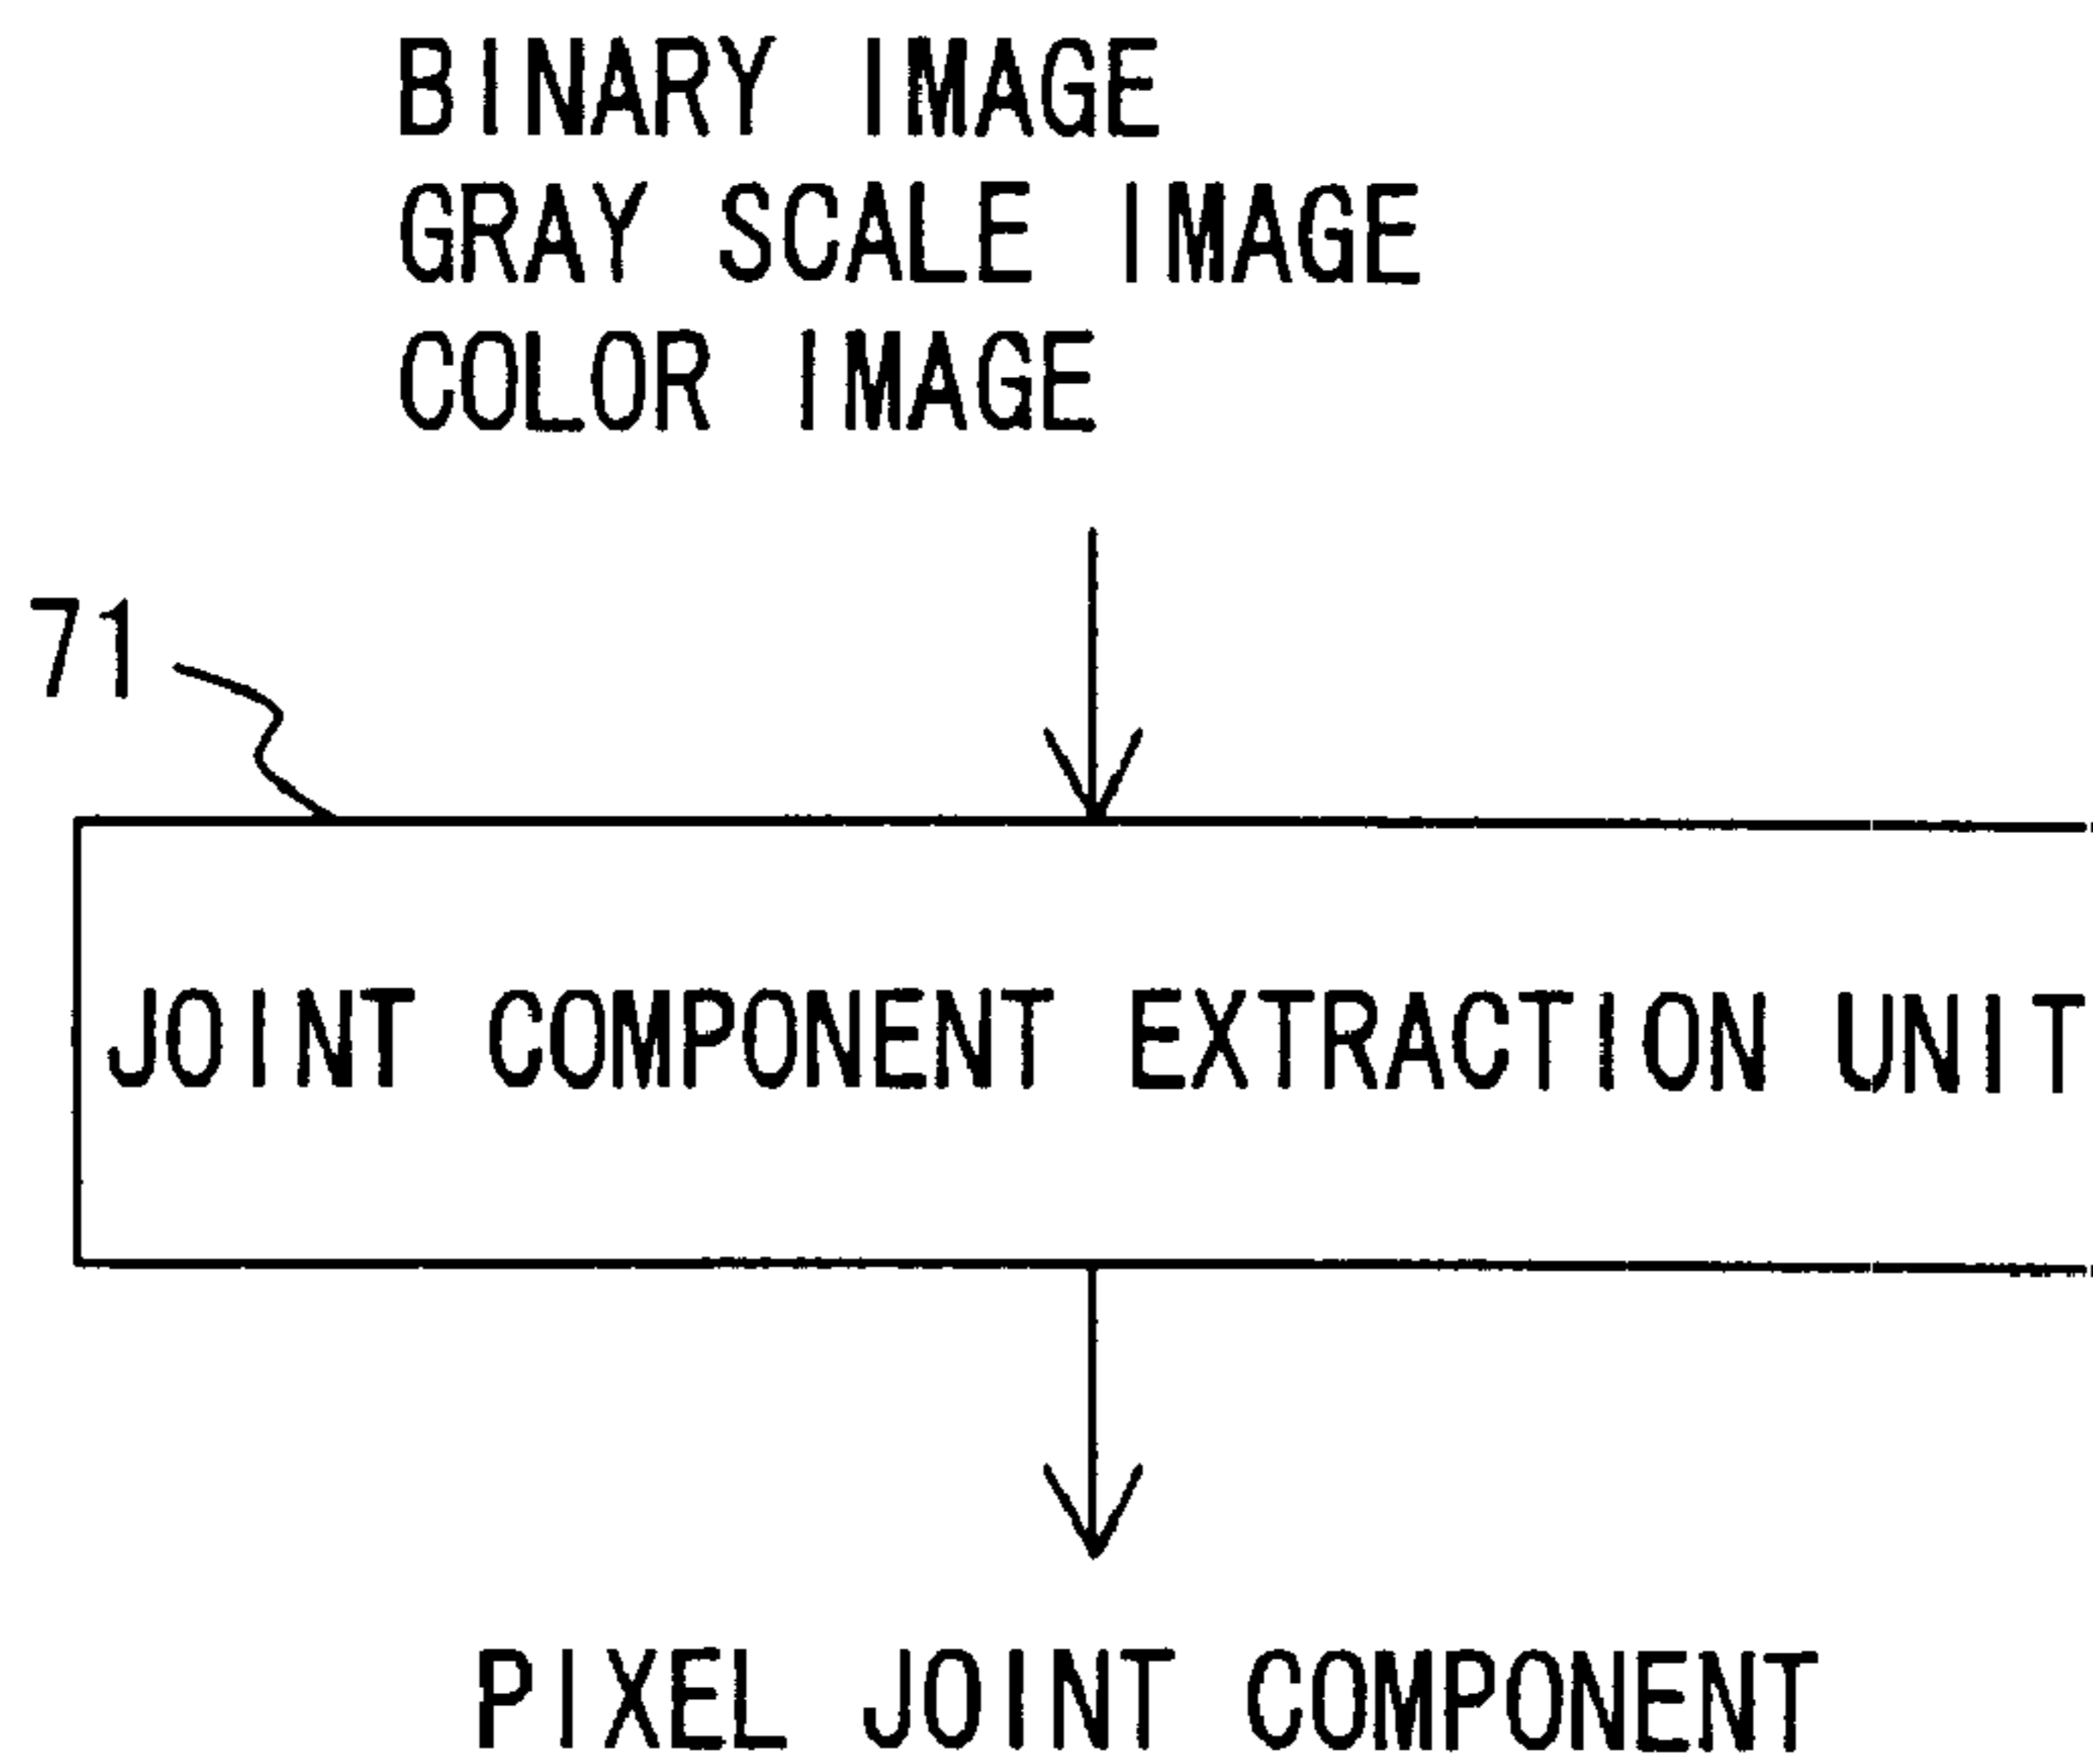 BINARY IMAGE
GRAY SCALE IMAGE
COLOR IMAGE
71
JOINT COMPONENT EXTRACTION UNIT
PIXEL JOINT COMPONENT